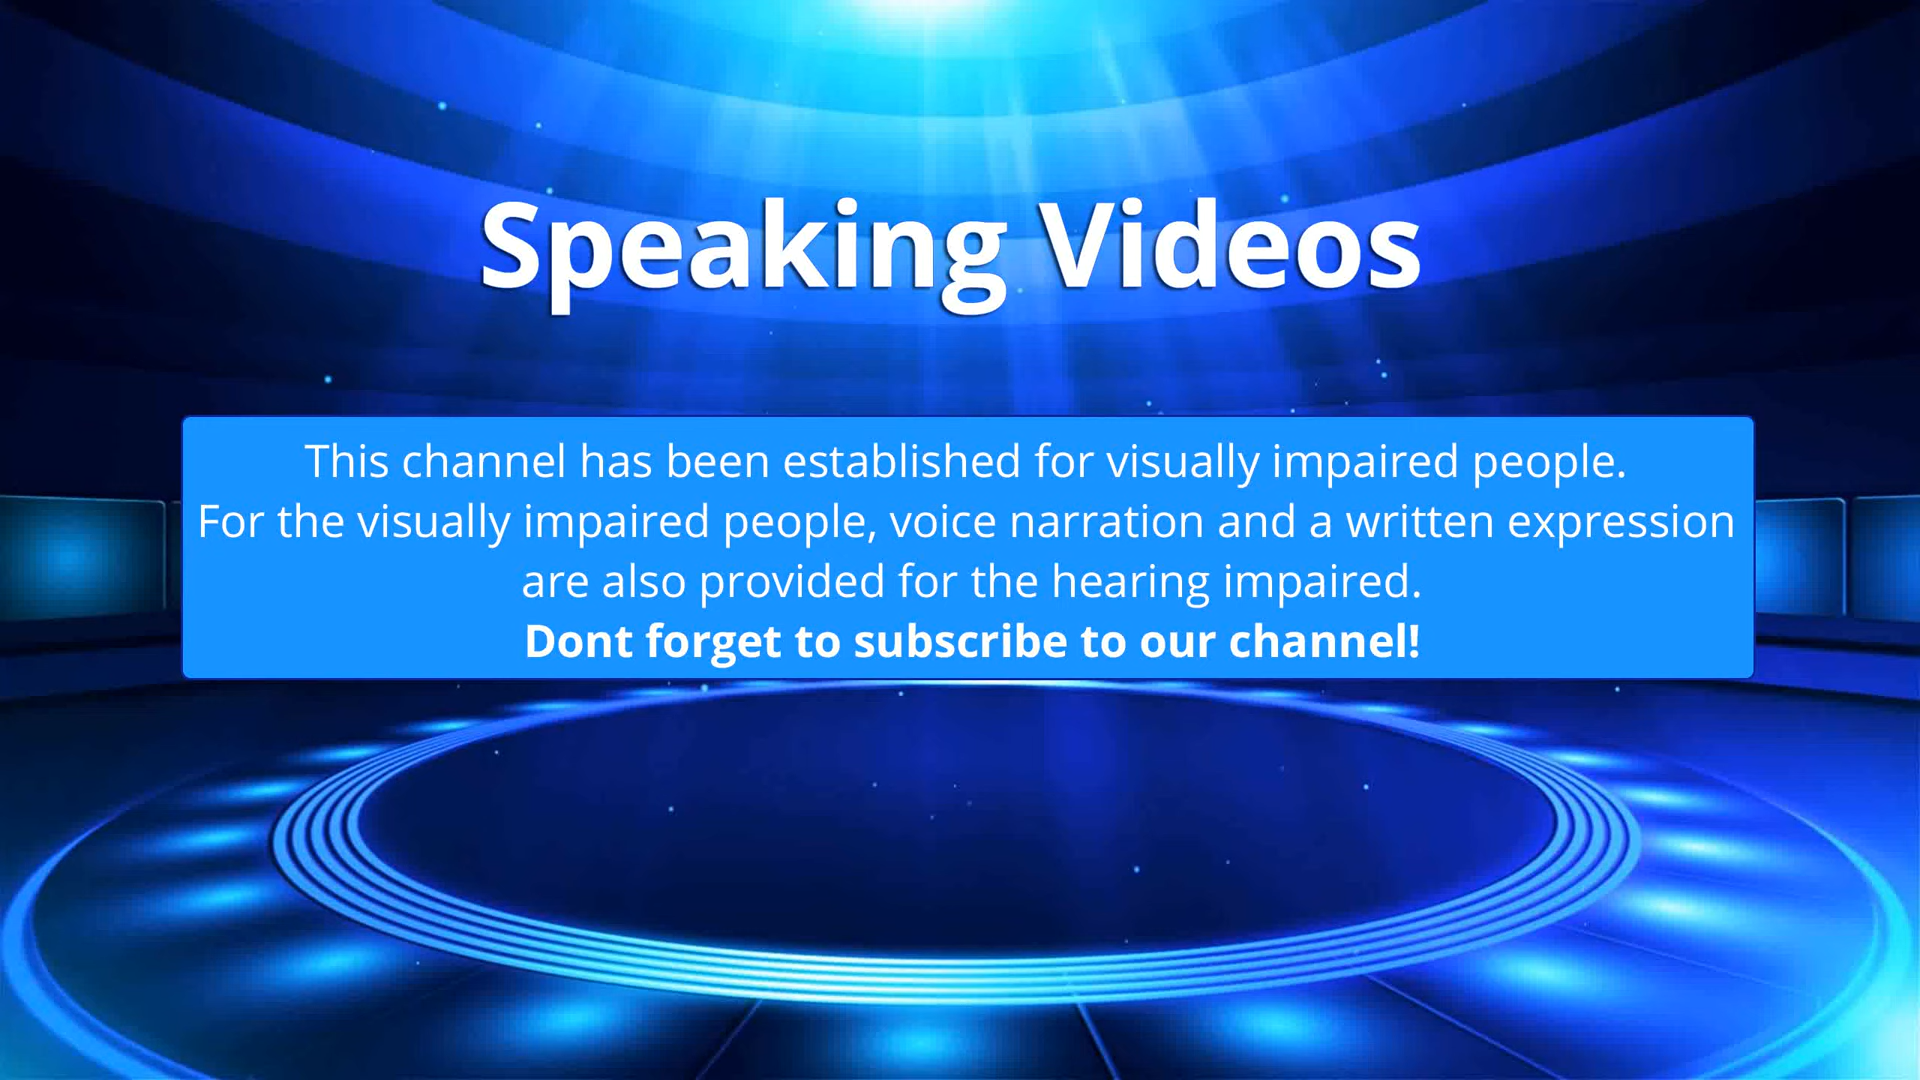 Speaking Videos
This channel has been established for visually impaired people.
For the visually impaired people, voice narration and a written expression
are also provided for the hearing impaired.
Dont forget to subscribe to our channel!